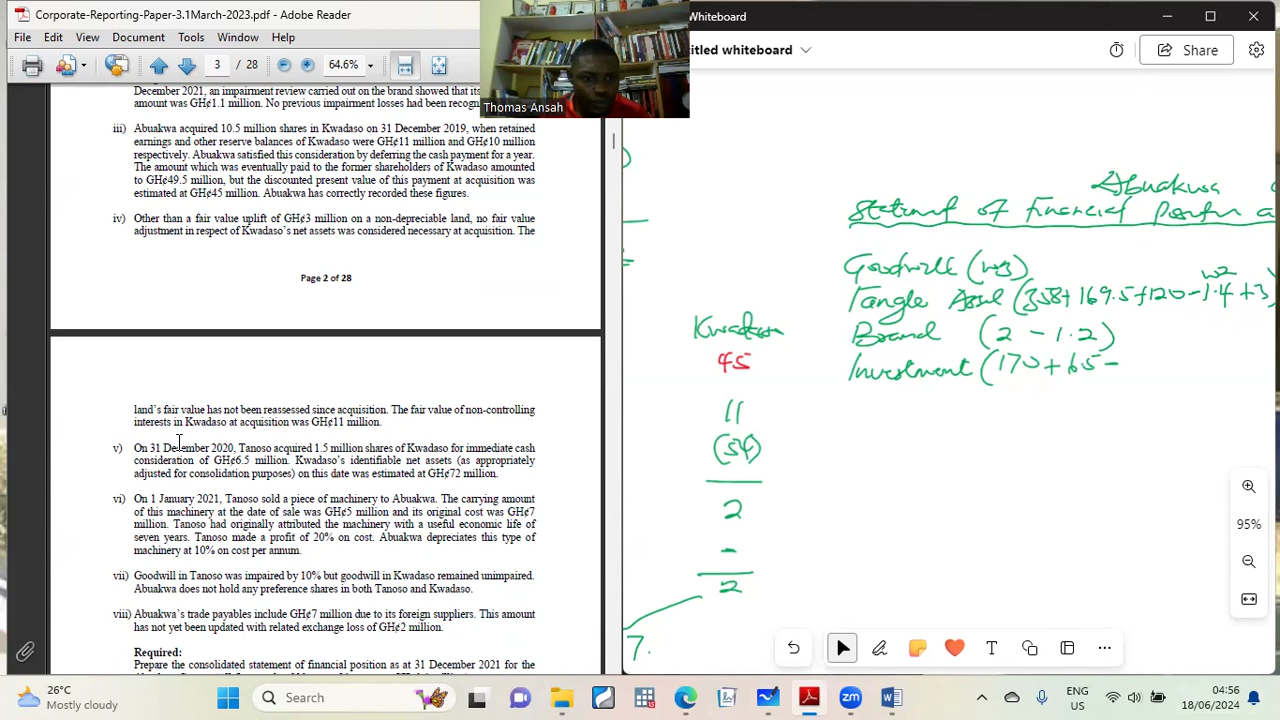 Corporate-Reporting-Paper-3.1March-2023.pdf - Adobe Reader
File Edit View Document Tools Window Help
3 / 28 64.6%
December 2021, an impairment review carried out on the brand showed that its
amount was GH¢1.1 million. No previous impairment losses had been recogn
iii) Abuakwa acquired 10.5 million shares in Kwadaso on 31 December 2019, when retained
earnings and other reserve balances of Kwadaso were GH¢11 million and GH¢10 million
respectively. Abuakwa satisfied this consideration by deferring the cash payment for a year.
The amount which was eventually paid to the former shareholders of Kwadaso amounted
to GH¢49.5 million, but the discounted present value of this payment at acquisition was
estimated at GH¢45 million. Abuakwa has correctly recorded these figures.
iv) Other than a fair value uplift of GH¢3 million on a non-depreciable land, no fair value
adjustment in respect of Kwadaso's net assets was considered necessary at acquisition. The
Page 2 of 28
land's fair value has not been reassessed since acquisition. The fair value of non-controlling
interests in Kwadaso at acquisition was GH¢11 million.
v) On 31 December 2020, Tanoso acquired 1.5 million shares of Kwadaso for immediate cash
consideration of GH¢6.5 million. Kwadaso's identifiable net assets (as appropriately
adjusted for consolidation purposes) on this date was estimated at GH¢72 million.
vi) On 1 January 2021, Tanoso sold a piece of machinery to Abuakwa. The carrying amount
of this machinery at the date of sale was GH¢5 million and its original cost was GH¢7
million. Tanoso had originally attributed the machinery with a useful economic life of
seven years. Tanoso made a profit of 20% on cost. Abuakwa depreciates this type of
machinery at 10% on cost per annum.
vii) Goodwill in Tanoso was impaired by 10% but goodwill in Kwadaso remained unimpaired.
Abuakwa does not hold any preference shares in both Tanoso and Kwadaso.
viii) Abuakwa's trade payables include GH¢7 million due to its foreign suppliers. This amount
has not yet been updated with related exchange loss of GH¢2 million.
Required:
Prepare the consolidated statement of financial position as at 31 December 2021 for the
Thomas Ansah
Whiteboard
titled whiteboard
Share
Abuakwa
Statement of financial position a
Goodwill (w3)
w2
Tangle Asset (358+169.5+120-1.4+3)
Brand (2 - 1.2)
Investment (170+65-
Kwadaso
45
11
(54)
2
-
2
7.
95%
26°C
Mostly cloudy
Search
ENG
US
04:56
18/06/2024